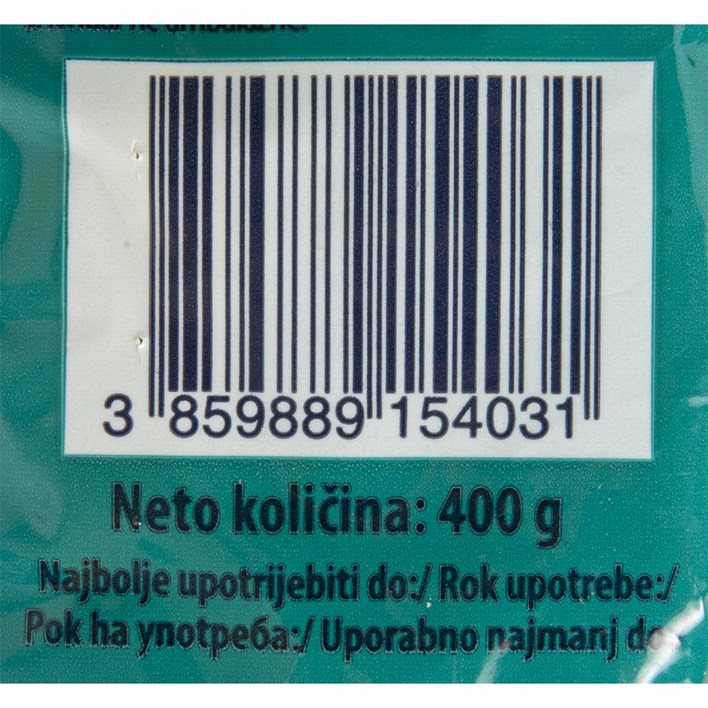 3 859889 154031
Neto količina: 400 g
Najbolje upotrijebiti do:/ Rok upotrebe:/
Рок на употреба:/ Uporabno najmanj do: